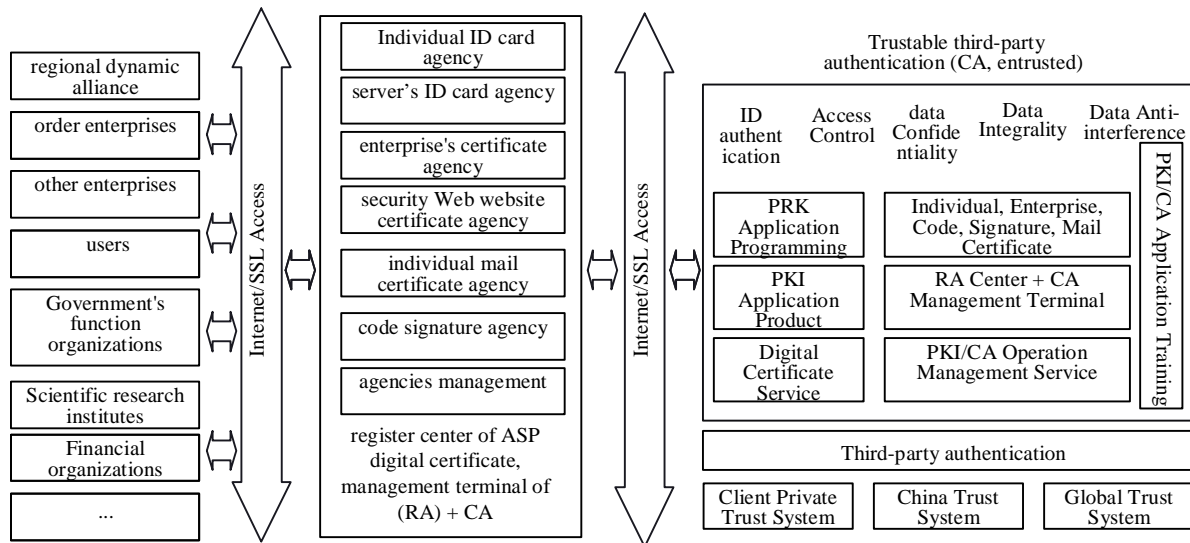 regional dynamic
alliance
order enterprises
other enterprises
users
Government's
function
organizations
Scientific research
institutes
Financial
organizations
...
Internet/SSL Access
Individual ID card
agency
server's ID card agency
enterprise's certificate
agency
security Web website
certificate agency
individual mail
certificate agency
code signature agency
agencies management
register center of ASP
digital certificate,
management terminal of
(RA) + CA
Internet/SSL Access
Trustable third-party
authentication (CA, entrusted)
ID
authent
ication
Access
Control
data
Confide
ntiality
Data
Integrality
Data Anti-
interference
PRK
Application
Programming
Individual, Enterprise,
Code, Signature, Mail
Certificate
PKI
Application
Product
RA Center + CA
Management Terminal
Digital
Certificate
Service
PKI/CA Operation
Management Service
PKI/CA Application Training
Third-party authentication
Client Private
Trust System
China Trust
System
Global Trust
System